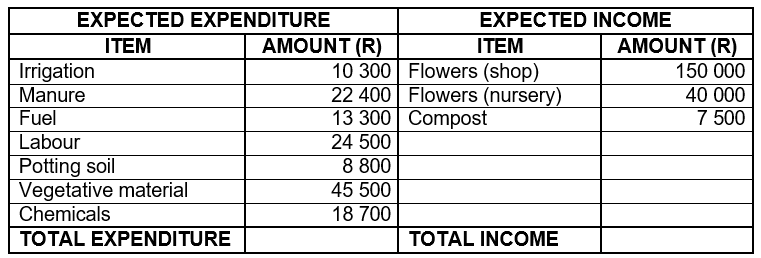 EXPECTED EXPENDITURE EXPECTED INCOME
ITEM AMOUNT (R) ITEM AMOUNT (R)
Irrigation 10 300 Flowers (shop) 150 000
Manure 22 400 Flowers (nursery) 40 000
Fuel 13 300 Compost 7 500
Labour 24 500
Potting soil 8 800
Vegetative material 45 500
Chemicals 18 700
TOTAL EXPENDITURE TOTAL INCOME